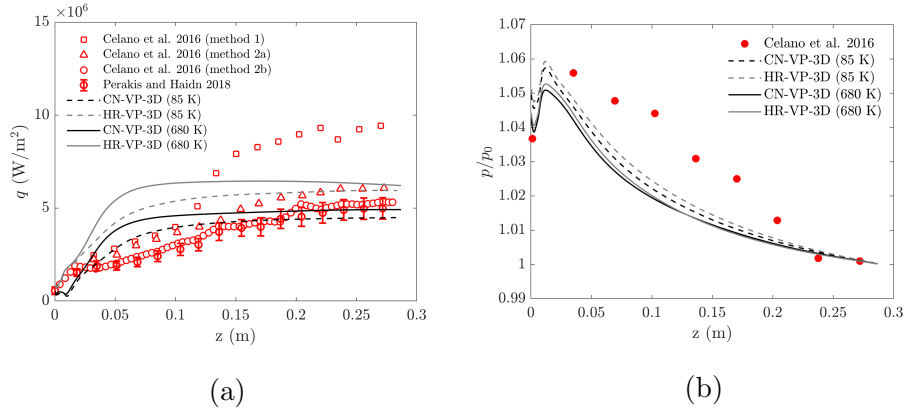 ×10⁶
15
10
5
0
q (W/m²)
Celano et al. 2016 (method 1)
Celano et al. 2016 (method 2a)
Celano et al. 2016 (method 2b)
Perakis and Haidn 2018
CN-VP-3D (85 K)
HR-VP-3D (85 K)
CN-VP-3D (680 K)
HR-VP-3D (680 K)
0 0.05 0.1 0.15 0.2 0.25 0.3
z (m)
(a)
1.07
1.06
1.05
1.04
1.03
1.02
1.01
1
0.99
p/p₀
Celano et al. 2016
CN-VP-3D (85 K)
HR-VP-3D (85 K)
CN-VP-3D (680 K)
HR-VP-3D (680 K)
0 0.05 0.1 0.15 0.2 0.25 0.3
z (m)
(b)